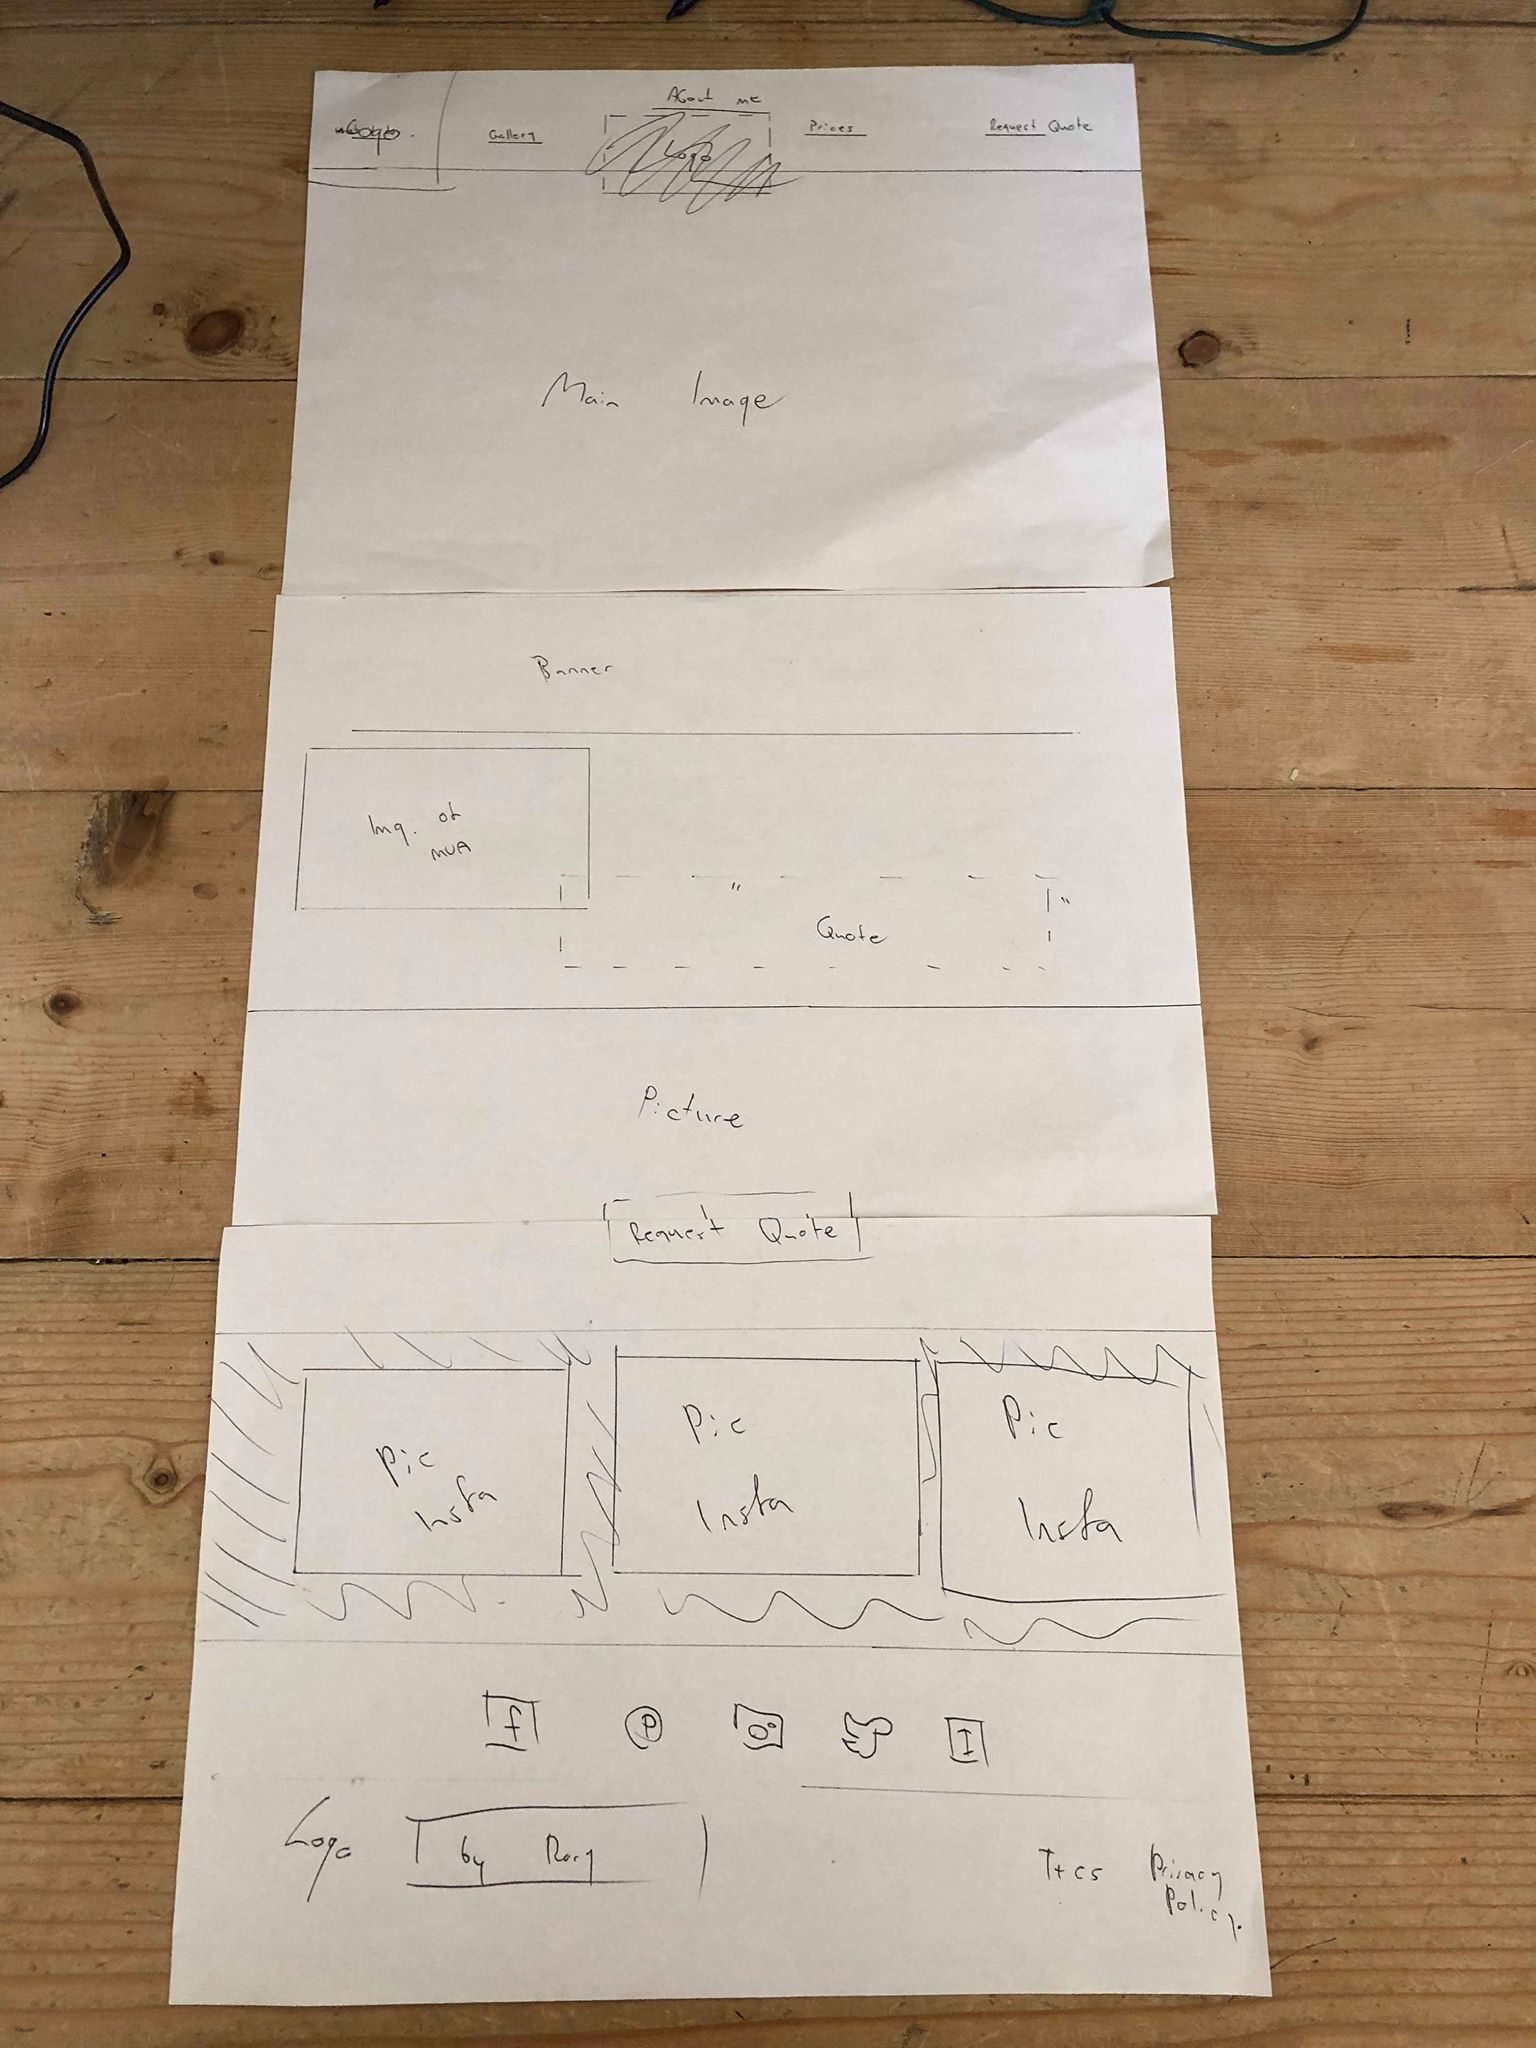 Logo.
Gallery
About me
Logo
Prices
Request Quote
Main Image
Banner
Img. of
MUA
"
"
Quote
Picture
Request Quote
Pic
Insta
Pic
Insta
Pic
Insta
f
P
I
Logo
by Rory
T+Cs
Privacy
Policy.